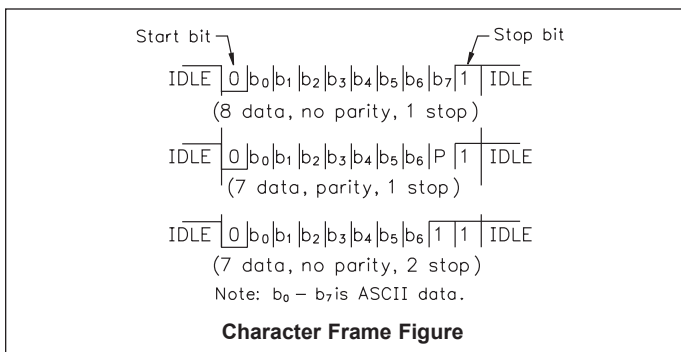 Start bit Stop bit
IDLE 0 b₀ b₁ b₂ b₃ b₄ b₅ b₆ b₇ 1 IDLE
(8 data, no parity, 1 stop)
IDLE 0 b₀ b₁ b₂ b₃ b₄ b₅ b₆ P 1 IDLE
(7 data, parity, 1 stop)
IDLE 0 b₀ b₁ b₂ b₃ b₄ b₅ b₆ 1 1 IDLE
(7 data, no parity, 2 stop)
Note: b₀ – b₇ is ASCII data.
Character Frame Figure